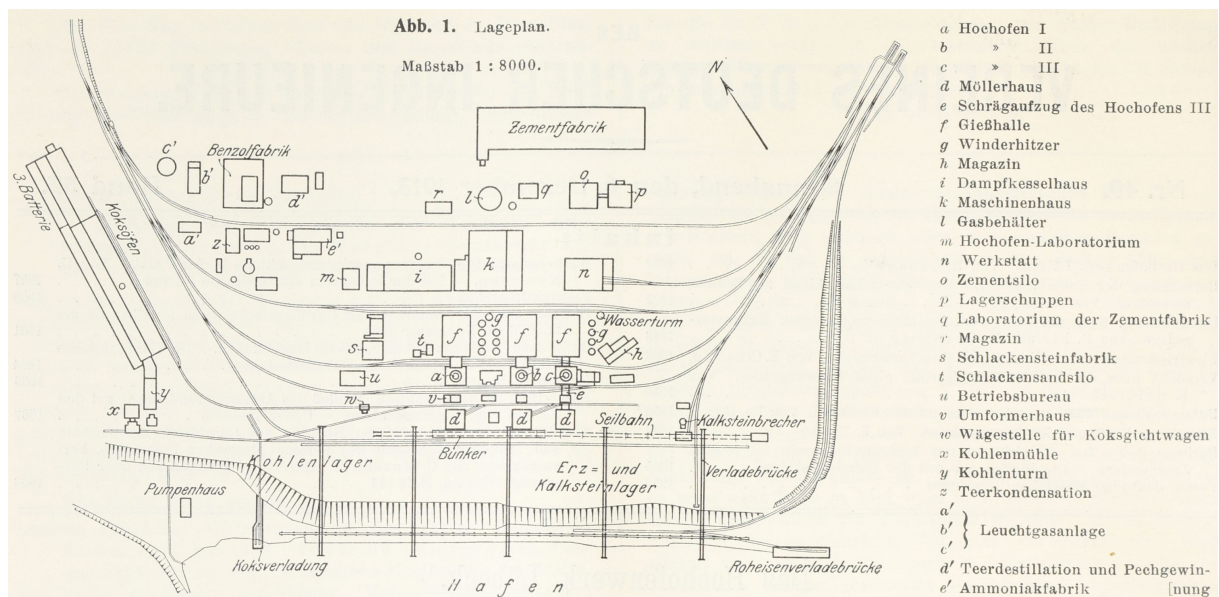 Abb. 1. Lageplan.
Maßstab 1 : 8000.
N
Zementfabrik
c'
b'
Benzolfabrik
d'
r
l
q
o
p
3. Batterie
Koksöfen
a'
z
e'
m
i
k
n
g
Wasserturm
f
f
f
g
s
t
h
u
a
b
c
w
v
e
y
x
d
d
d
Seilbahn
Kalksteinbrecher
Kohlenlager
Bunker
Erz= und
Kalksteinlager
Verladebrücke
Pumpenhaus
Koksverladung
Roheisenverladebrücke
Hafen
a Hochofen I
b » II
c » III
d Möllerhaus
e Schrägaufzug des Hochofens III
f Gießhalle
g Winderhitzer
h Magazin
i Dampfkesselhaus
k Maschinenhaus
l Gasbehälter
m Hochofen-Laboratorium
n Werkstatt
o Zementsilo
p Lagerschuppen
q Laboratorium der Zementfabrik
r Magazin
s Schlackensteinfabrik
t Schlackensandsilo
u Betriebsbureau
v Umformerhaus
w Wägestelle für Koksgichtwagen
x Kohlenmühle
y Kohlenturm
z Teerkondensation
a'
b' } Leuchtgasanlage
c'
d' Teerdestillation und Pechgewin-
e' Ammoniakfabrik [nung